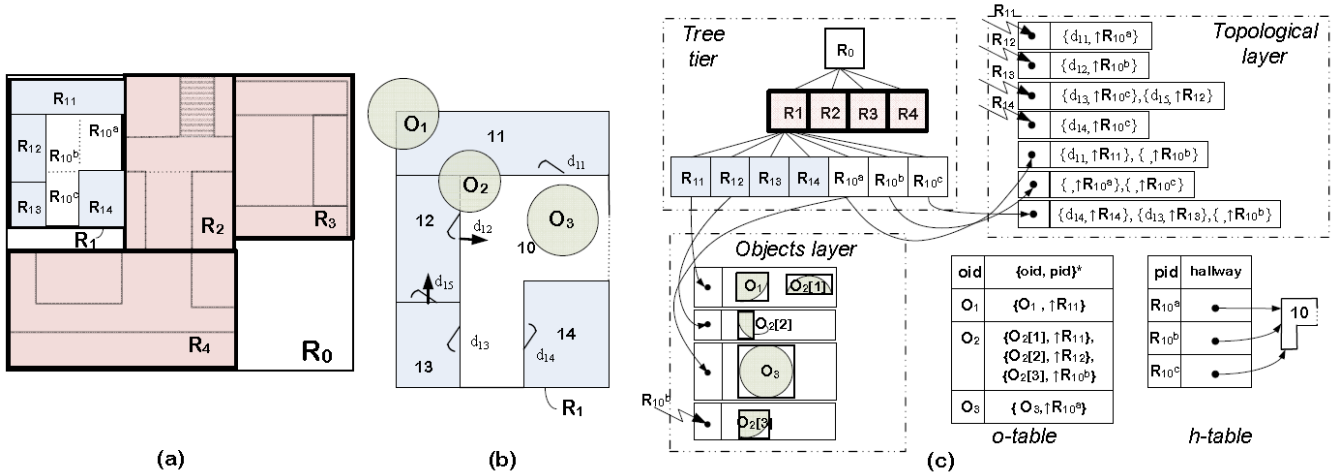 R11
R12
R10a
R10b
R10c
R13
R14
R1
R2
R3
R4
R0
(a)
O1
11
d11
O2
12
O3
d12
10
d15
d13
d14
14
13
R1
(b)
Tree tier
R0
R1 R2 R3 R4
R11 R12 R13 R14 R10a R10b R10c
Topological layer
R11
{d11, ↑R10a}
R12
{d12, ↑R10b}
R13
{d13, ↑R10c},{d15, ↑R12}
R14
{d14, ↑R10c}
{d11, ↑R11}, { ,↑R10b}
{ ,↑R10a},{ ,↑R10c}
{d14, ↑R14}, {d13, ↑R13},{ ,↑R10b}
Objects layer
O1 O2[1]
O2[2]
O3
R10b
O2[3]
oid {oid, pid}*
O1 {O1 , ↑R11}
O2 {O2[1], ↑R11},
{O2[2], ↑R12},
{O2[3], ↑R10b}
O3 { O3,↑R10a}
o-table
pid hallway
R10a
R10b
R10c
10
h-table
(c)